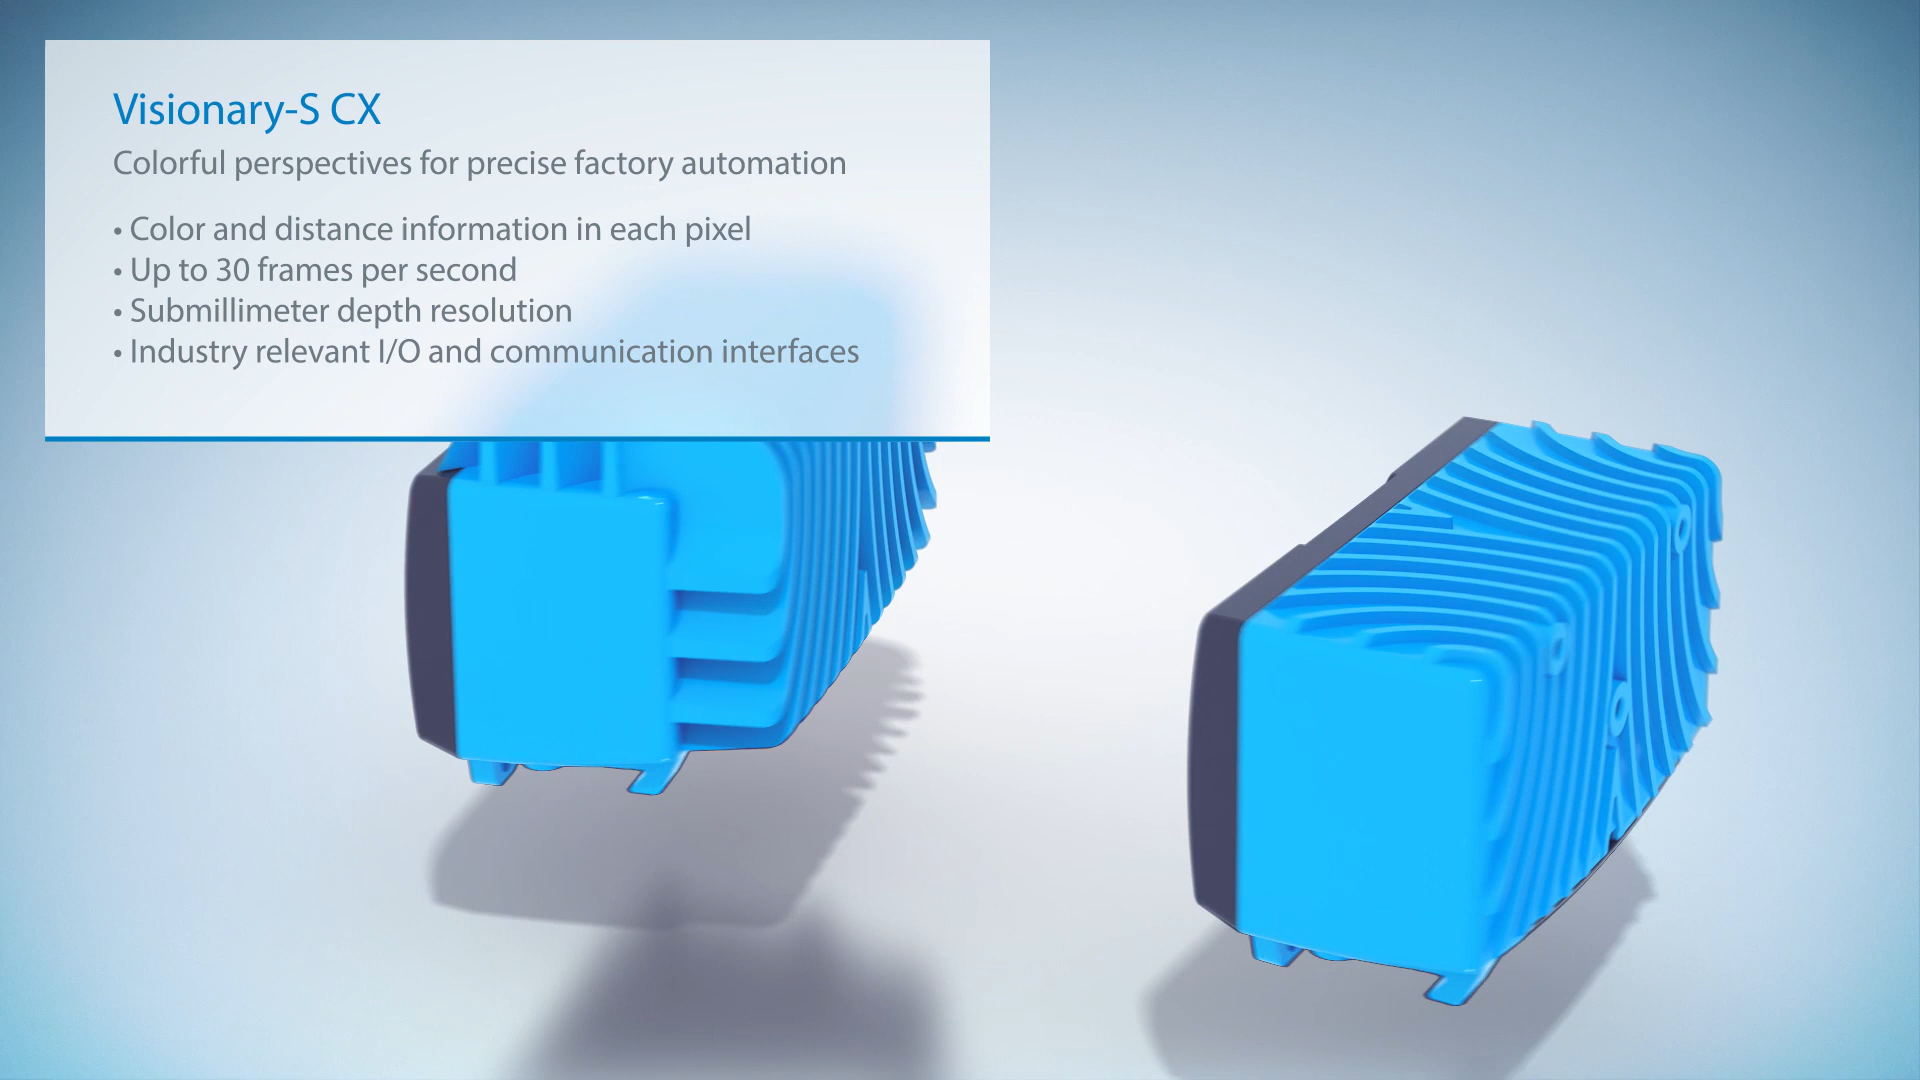 Visionary-S CX
Colorful perspectives for precise factory automation
• Color and distance information in each pixel
• Up to 30 frames per second
• Submillimeter depth resolution
• Industry relevant I/O and communication interfaces